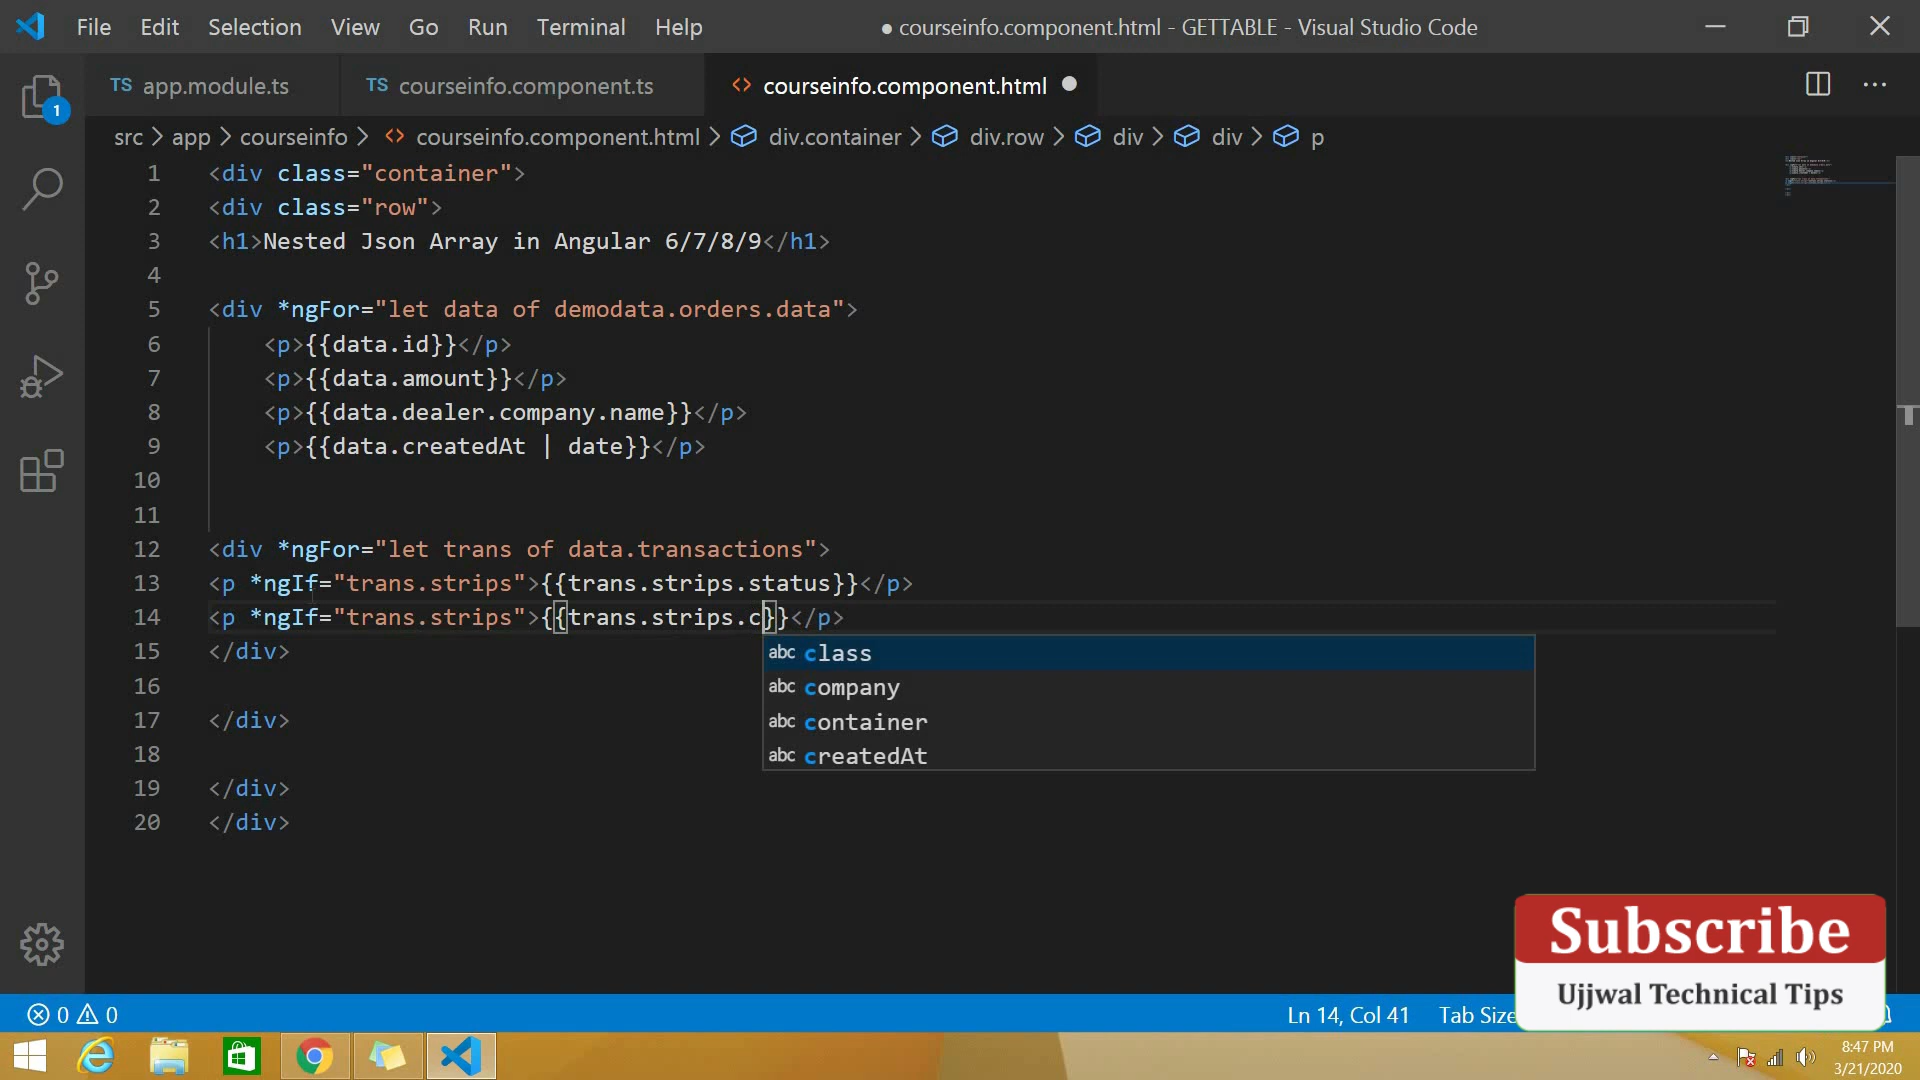 File Edit Selection View Go Run Terminal Help
● courseinfo.component.html - GETTABLE - Visual Studio Code
TS app.module.ts
TS courseinfo.component.ts
<> courseinfo.component.html ●
src > app > courseinfo > <> courseinfo.component.html > div.container > div.row > div > div > p
1 <div class="container">
2 <div class="row">
3 <h1>Nested Json Array in Angular 6/7/8/9</h1>
4
5 <div *ngFor="let data of demodata.orders.data">
6 <p>{{data.id}}</p>
7 <p>{{data.amount}}</p>
8 <p>{{data.dealer.company.name}}</p>
9 <p>{{data.createdAt | date}}</p>
10
11
12 <div *ngFor="let trans of data.transactions">
13 <p *ngIf="trans.strips">{{trans.strips.status}}</p>
14 <p *ngIf="trans.strips">{{trans.strips.c}}</p>
15 </div>
16
17 </div>
18
19 </div>
20 </div>
abc class
abc company
abc container
abc createdAt
1
Subscribe
Ujjwal Technical Tips
0 0
Ln 14, Col 41
Tab Size
8:47 PM
3/21/2020